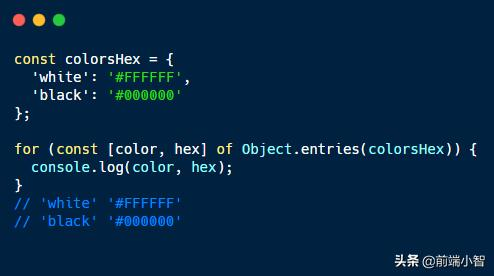 const colorsHex = {
  'white': '#FFFFFF',
  'black': '#000000'
};

for (const [color, hex] of Object.entries(colorsHex)) {
  console.log(color, hex);
}
// 'white' '#FFFFFF'
// 'black' '#000000'
头条 @前端小智